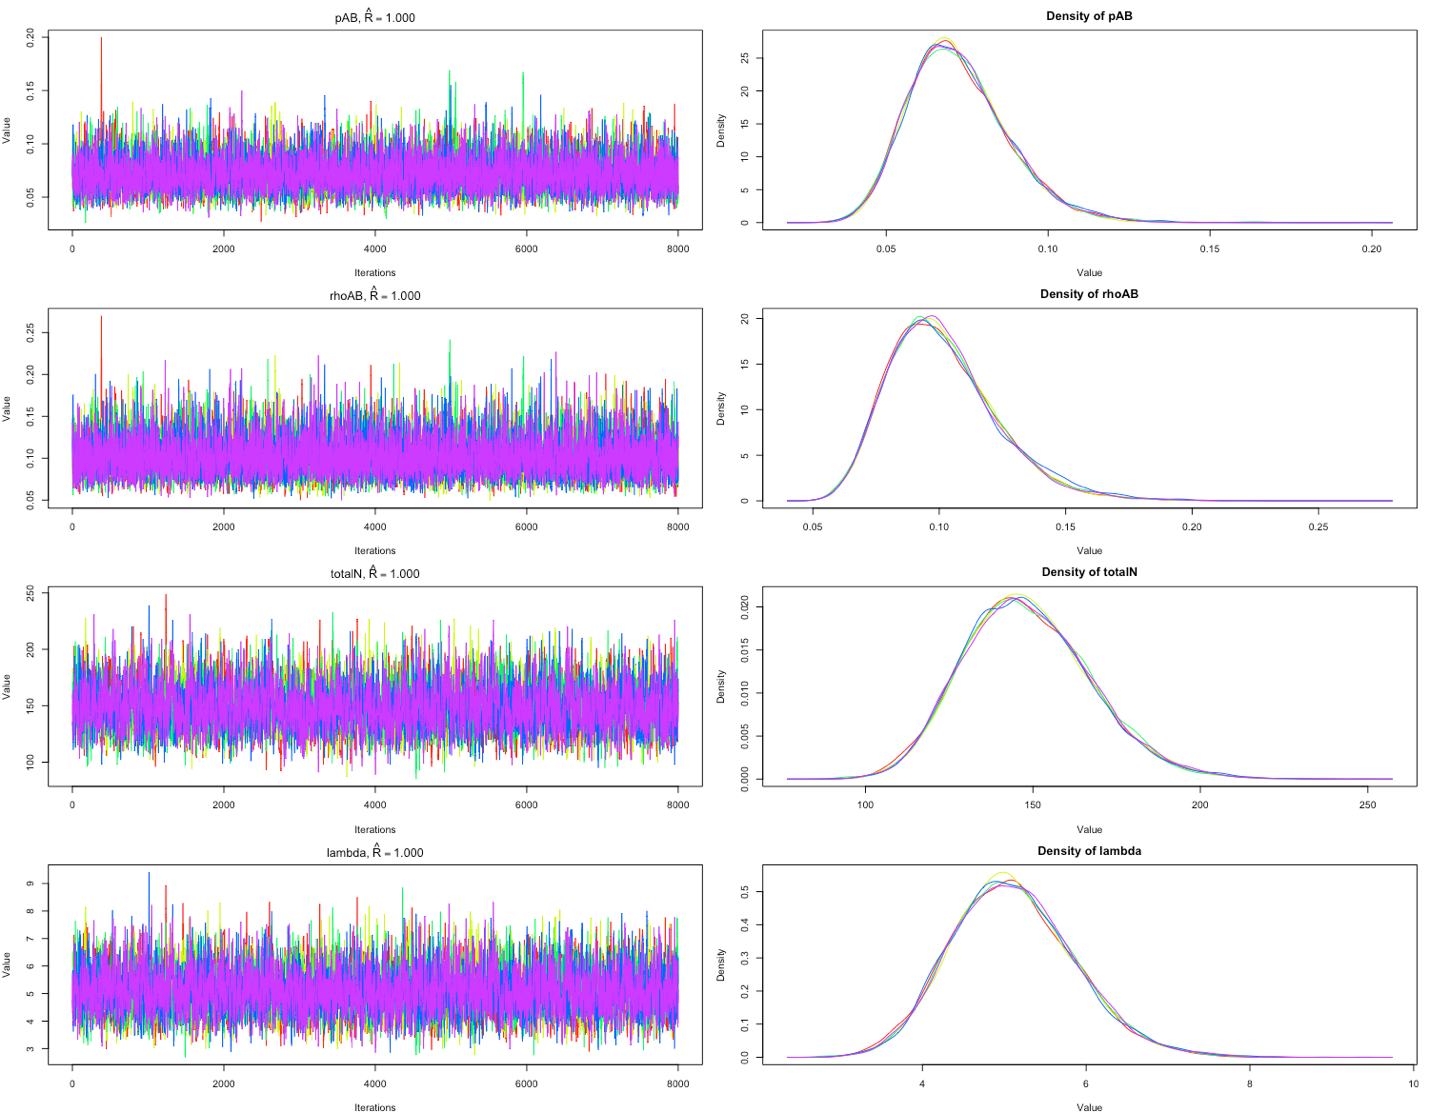 pAB, R̂ = 1.000
Value
0.05 0.10 0.15 0.20
0 2000 4000 6000 8000
Iterations
Density of pAB
Density
0 5 10 15 20 25
0.05 0.10 0.15 0.20
Value
rhoAB, R̂ = 1.000
Value
0.05 0.10 0.15 0.20 0.25
0 2000 4000 6000 8000
Iterations
Density of rhoAB
Density
0 5 10 15 20
0.05 0.10 0.15 0.20 0.25
Value
totalN, R̂ = 1.000
Value
100 150 200 250
0 2000 4000 6000 8000
Iterations
Density of totalN
Density
0.000 0.005 0.010 0.015 0.020
100 150 200 250
Value
lambda, R̂ = 1.000
Value
3 4 5 6 7 8 9
0 2000 4000 6000 8000
Iterations
Density of lambda
Density
0.0 0.1 0.2 0.3 0.4 0.5
4 6 8 10
Value